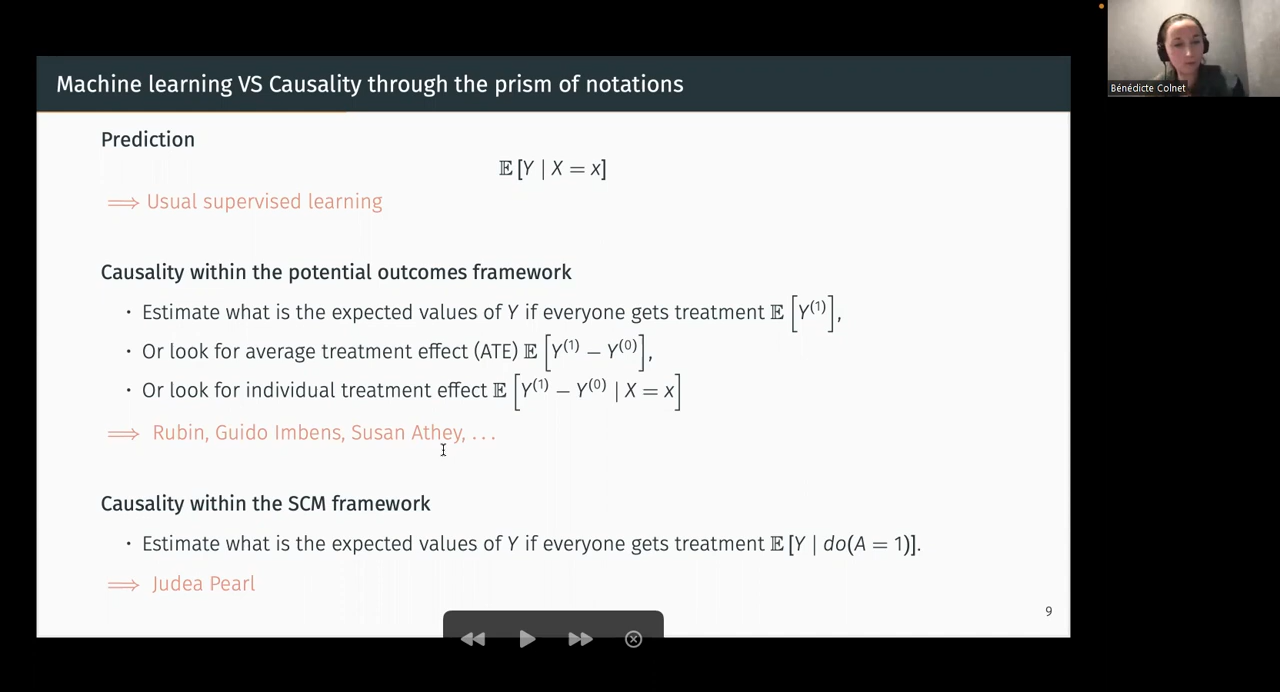 Machine learning VS Causality through the prism of notations
Bénédicte Colnet
Prediction
𝔼 [Y | X = x]
⟹ Usual supervised learning
Causality within the potential outcomes framework
• Estimate what is the expected values of Y if everyone gets treatment 𝔼 [Y⁽¹⁾],
• Or look for average treatment effect (ATE) 𝔼 [Y⁽¹⁾ − Y⁽⁰⁾],
• Or look for individual treatment effect 𝔼 [Y⁽¹⁾ − Y⁽⁰⁾ | X = x]
⟹ Rubin, Guido Imbens, Susan Athey, . . .
Causality within the SCM framework
• Estimate what is the expected values of Y if everyone gets treatment 𝔼 [Y | do(A = 1)].
⟹ Judea Pearl
9